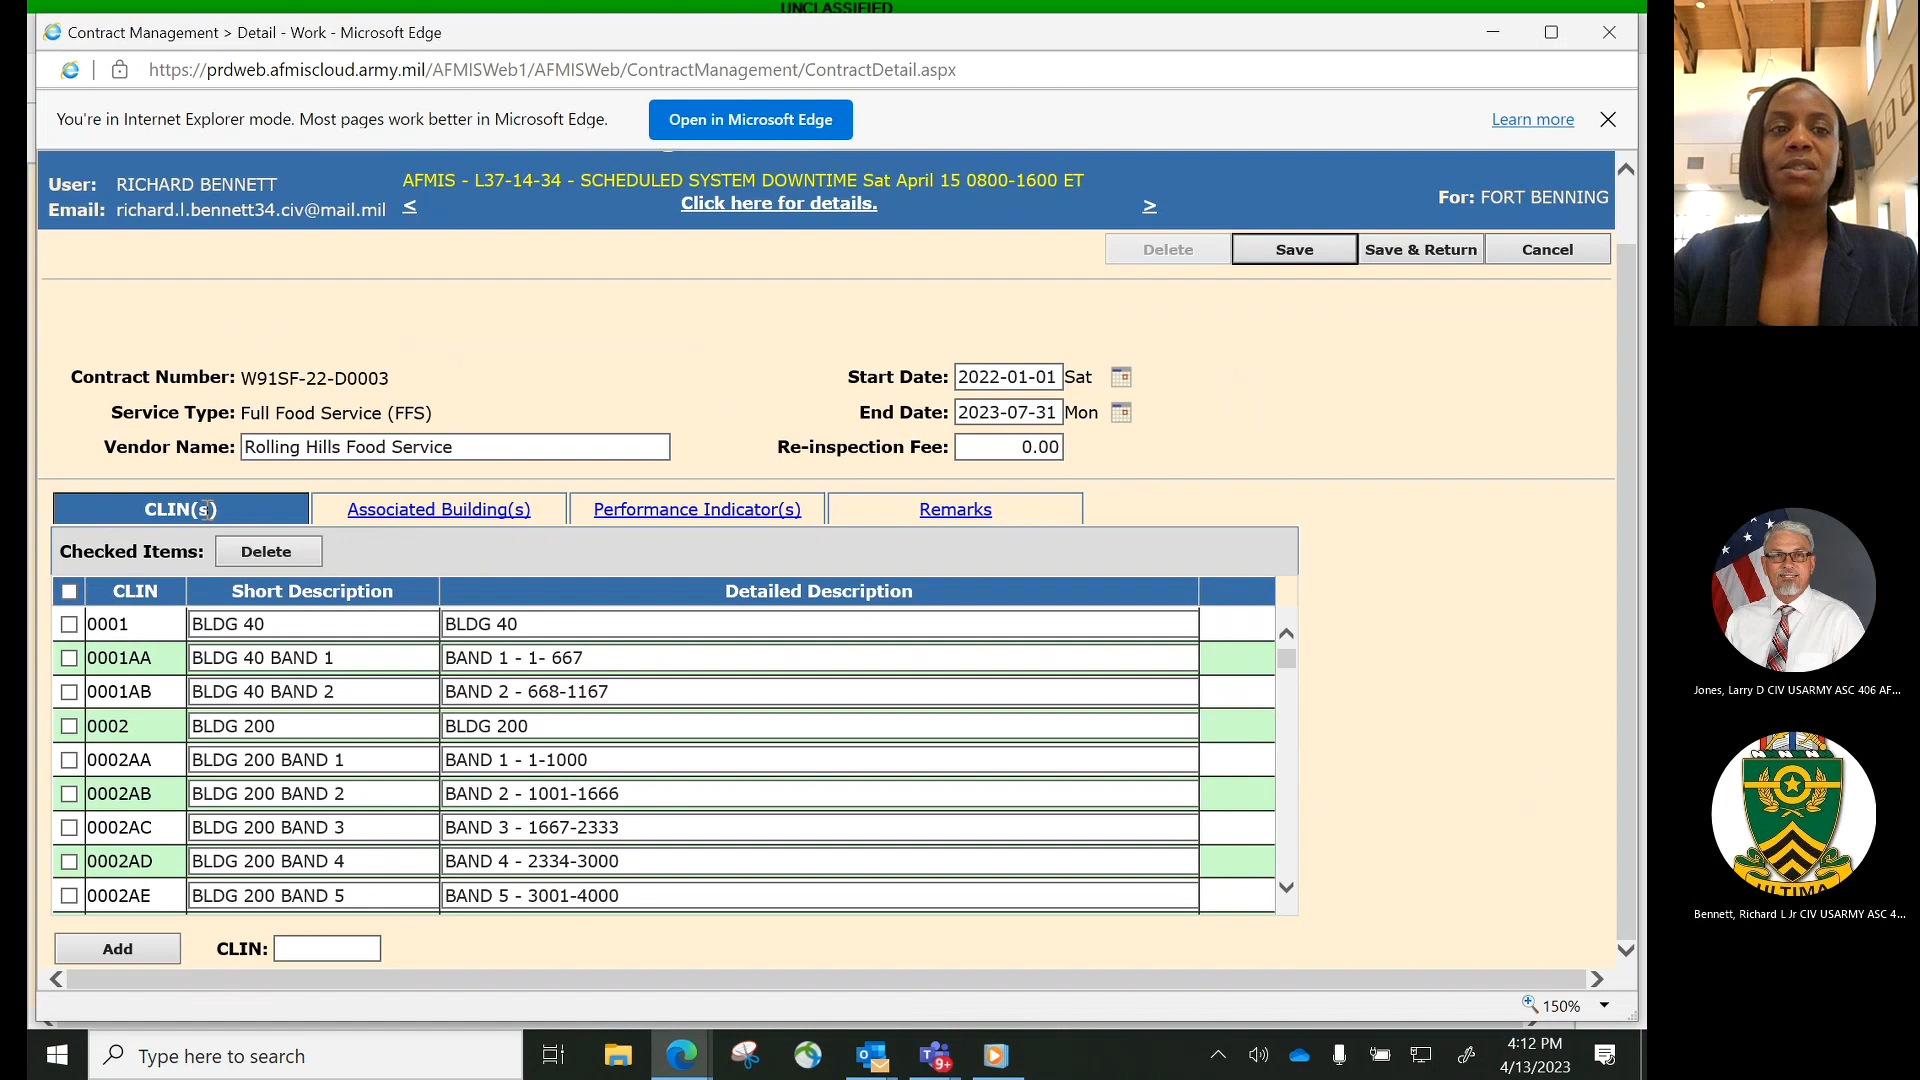 UNCLASSIFIED
Contract Management > Detail - Work - Microsoft Edge
https://prdweb.afmiscloud.army.mil/AFMISWeb1/AFMISWeb/ContractManagement/ContractDetail.aspx
You're in Internet Explorer mode. Most pages work better in Microsoft Edge.
Open in Microsoft Edge
Learn more
User: RICHARD BENNETT
Email: richard.l.bennett34.civ@mail.mil
AFMIS - L37-14-34 - SCHEDULED SYSTEM DOWNTIME Sat April 15 0800-1600 ET
< Click here for details. >
For: FORT BENNING
Delete Save Save & Return Cancel
Contract Number: W91SF-22-D0003
Start Date: 2022-01-01 Sat
Service Type: Full Food Service (FFS)
End Date: 2023-07-31 Mon
Vendor Name: Rolling Hills Food Service
Re-inspection Fee: 0.00
CLIN(s) Associated Building(s) Performance Indicator(s) Remarks
Checked Items: Delete
CLIN Short Description Detailed Description
0001 BLDG 40 BLDG 40
0001AA BLDG 40 BAND 1 BAND 1 - 1- 667
0001AB BLDG 40 BAND 2 BAND 2 - 668-1167
0002 BLDG 200 BLDG 200
0002AA BLDG 200 BAND 1 BAND 1 - 1-1000
0002AB BLDG 200 BAND 2 BAND 2 - 1001-1666
0002AC BLDG 200 BAND 3 BAND 3 - 1667-2333
0002AD BLDG 200 BAND 4 BAND 4 - 2334-3000
0002AE BLDG 200 BAND 5 BAND 5 - 3001-4000
Add CLIN:
150%
Type here to search
9+
4:12 PM
4/13/2023
Jones, Larry D CIV USARMY ASC 406 AF...
ULTIMA
Bennett, Richard L Jr CIV USARMY ASC 4...